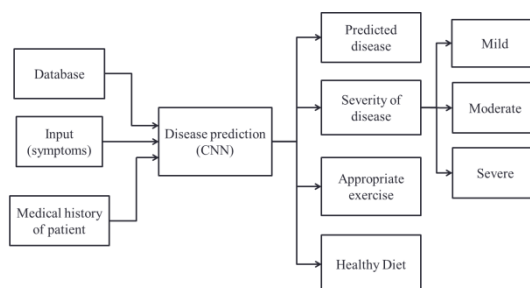 Database
Input
(symptoms)
Medical history
of patient
Disease prediction
(CNN)
Predicted
disease
Severity of
disease
Appropriate
exercise
Healthy Diet
Mild
Moderate
Severe